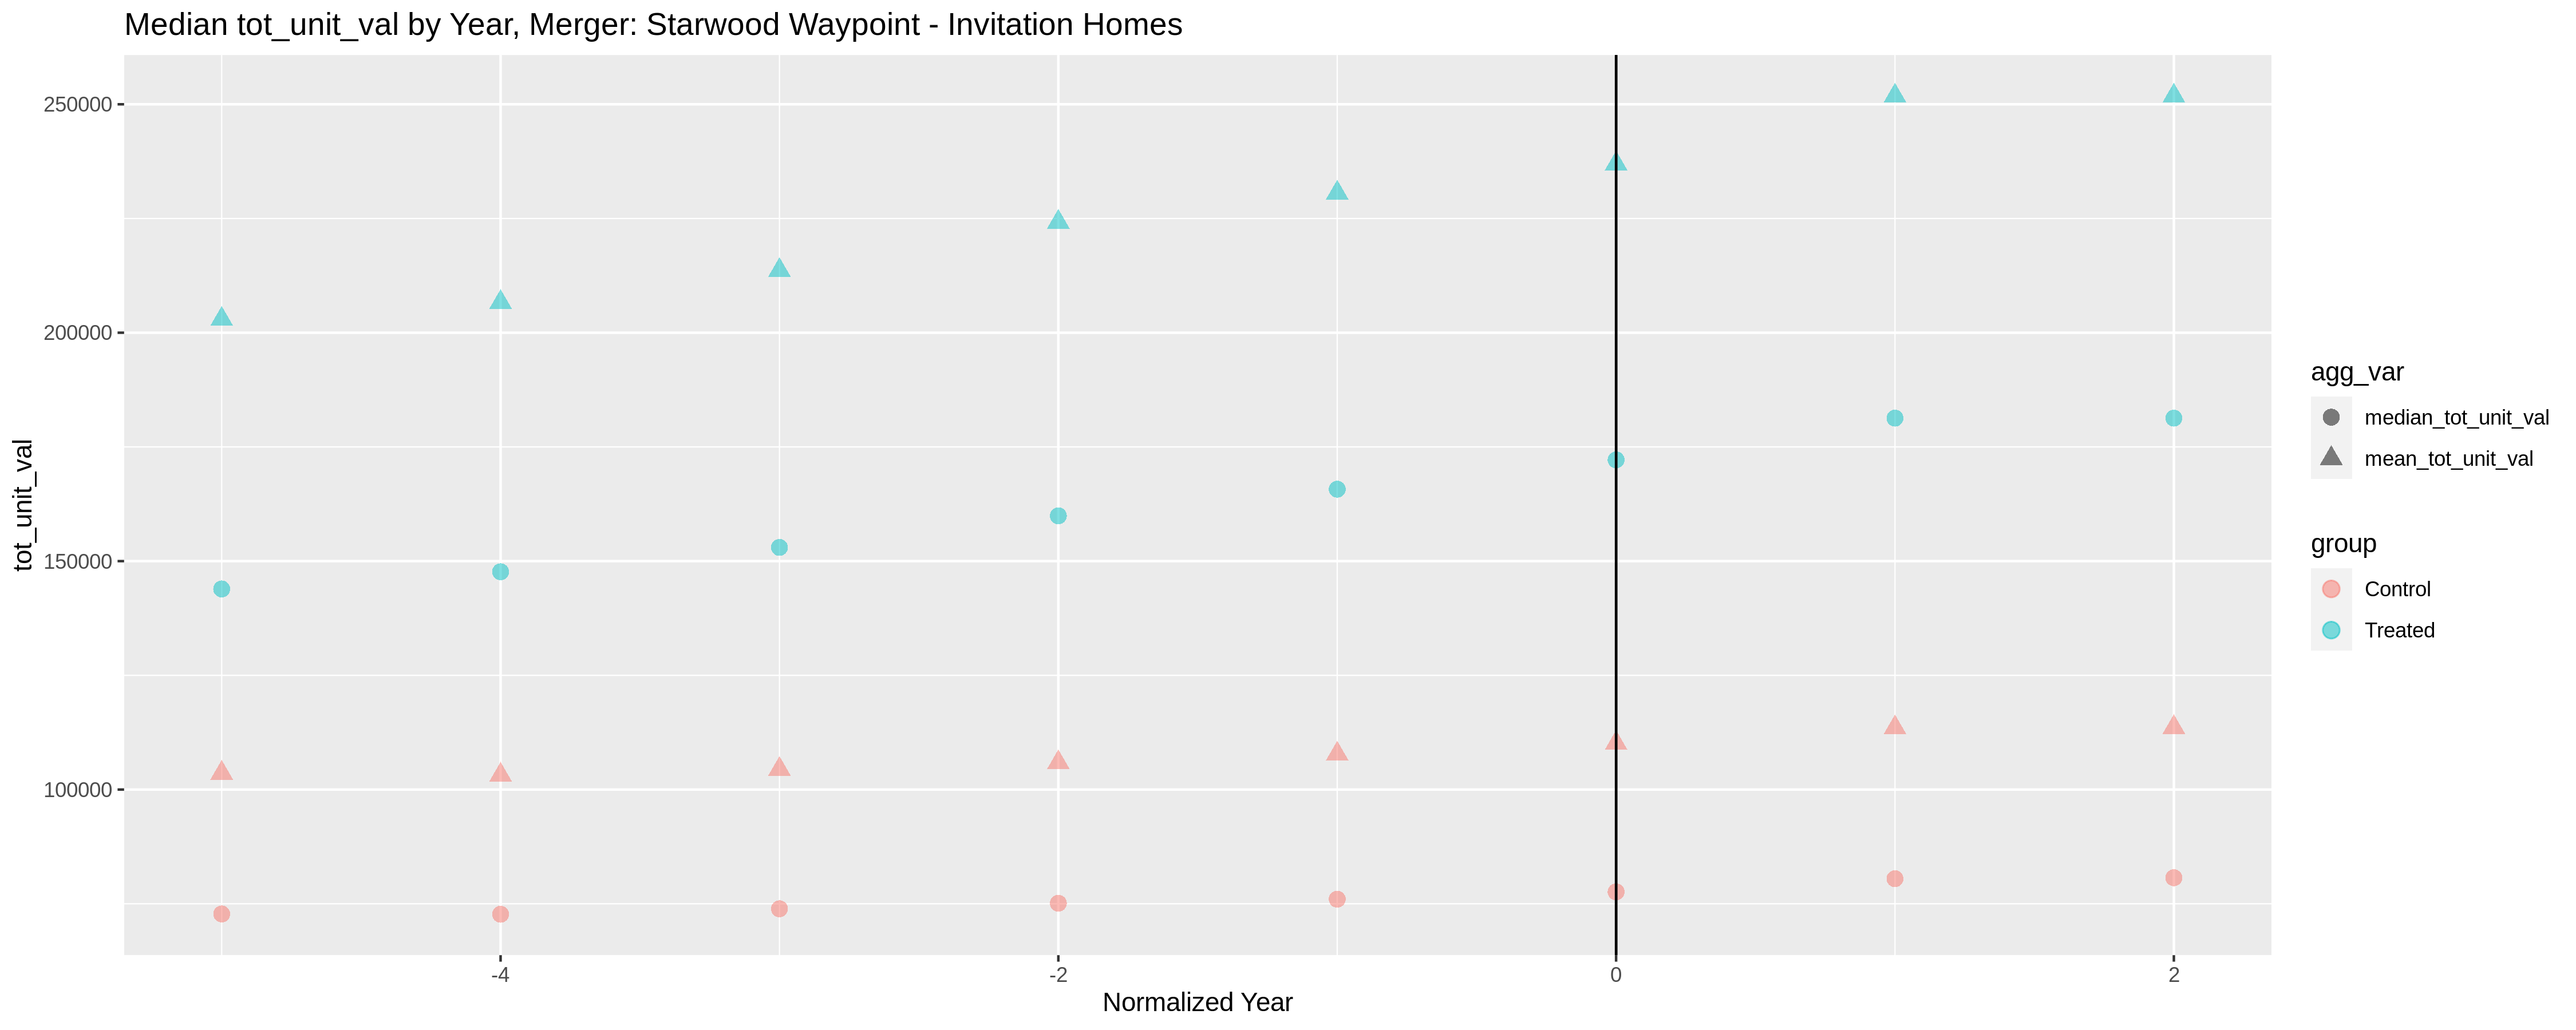 Median tot_unit_val by Year, Merger: Starwood Waypoint - Invitation Homes
tot_unit_val
250000
200000
150000
100000
-4
-2
0
2
Normalized Year
agg_var
median_tot_unit_val
mean_tot_unit_val
group
Control
Treated